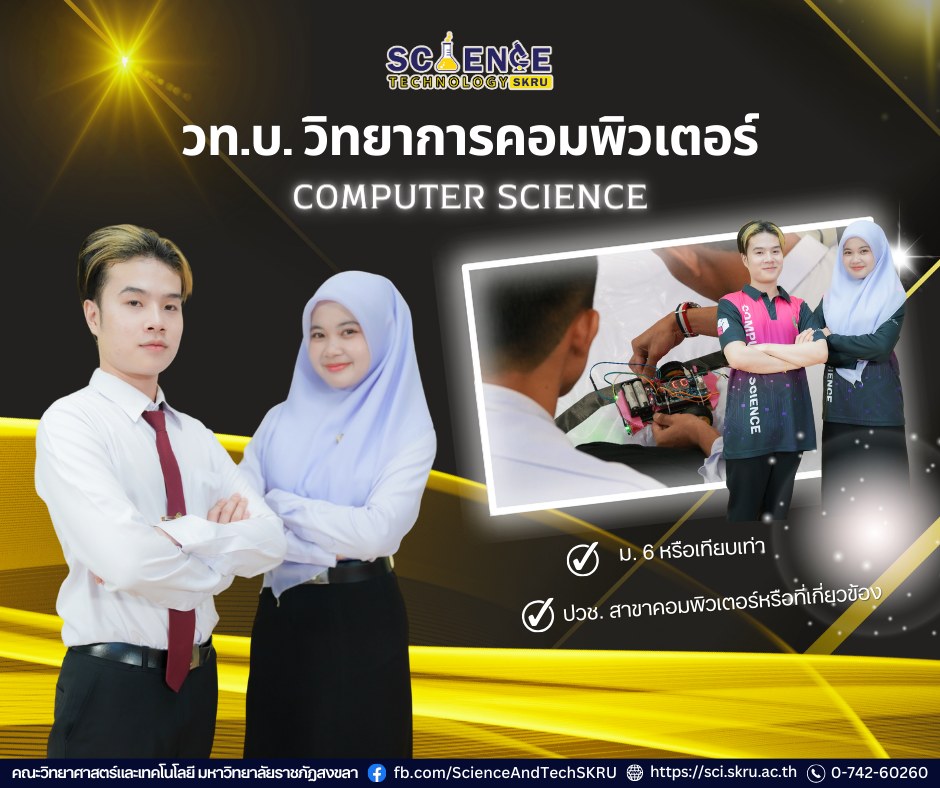 SCIENCE
TECHNOLOGY SKRU
วท.บ. วิทยาการคอมพิวเตอร์
COMPUTER SCIENCE
COMPU
SCIENCE
IENCE
ม. 6 หรือเทียบเท่า
ปวช. สาขาคอมพิวเตอร์หรือที่เกี่ยวข้อง
คณะวิทยาศาสตร์และเทคโนโลยี มหาวิทยาลัยราชภัฏสงขลา fb.com/ScienceAndTechSKRU https://sci.skru.ac.th 0-742-60260